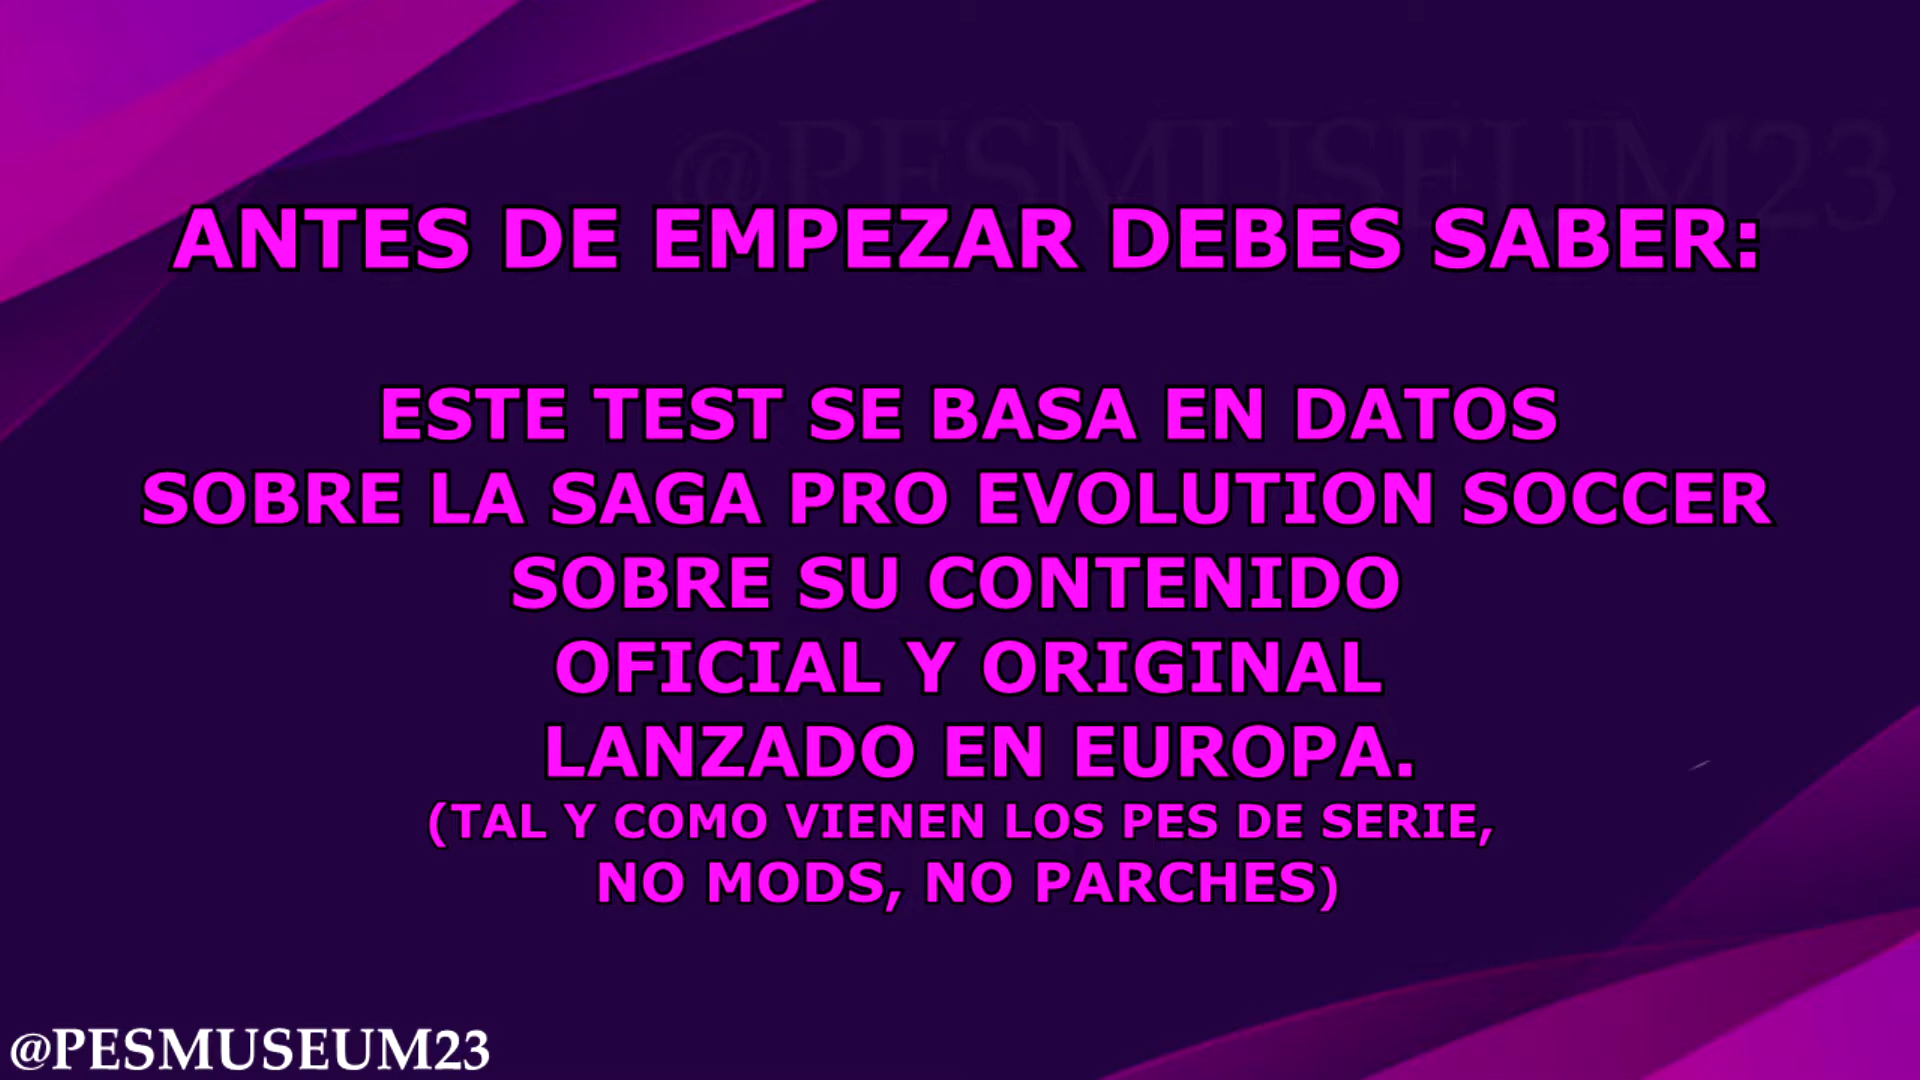 @PESMUSEUM23
ANTES DE EMPEZAR DEBES SABER:
ESTE TEST SE BASA EN DATOS
SOBRE LA SAGA PRO EVOLUTION SOCCER
SOBRE SU CONTENIDO
OFICIAL Y ORIGINAL
LANZADO EN EUROPA.
(TAL Y COMO VIENEN LOS PES DE SERIE,
NO MODS, NO PARCHES)
@PESMUSEUM23